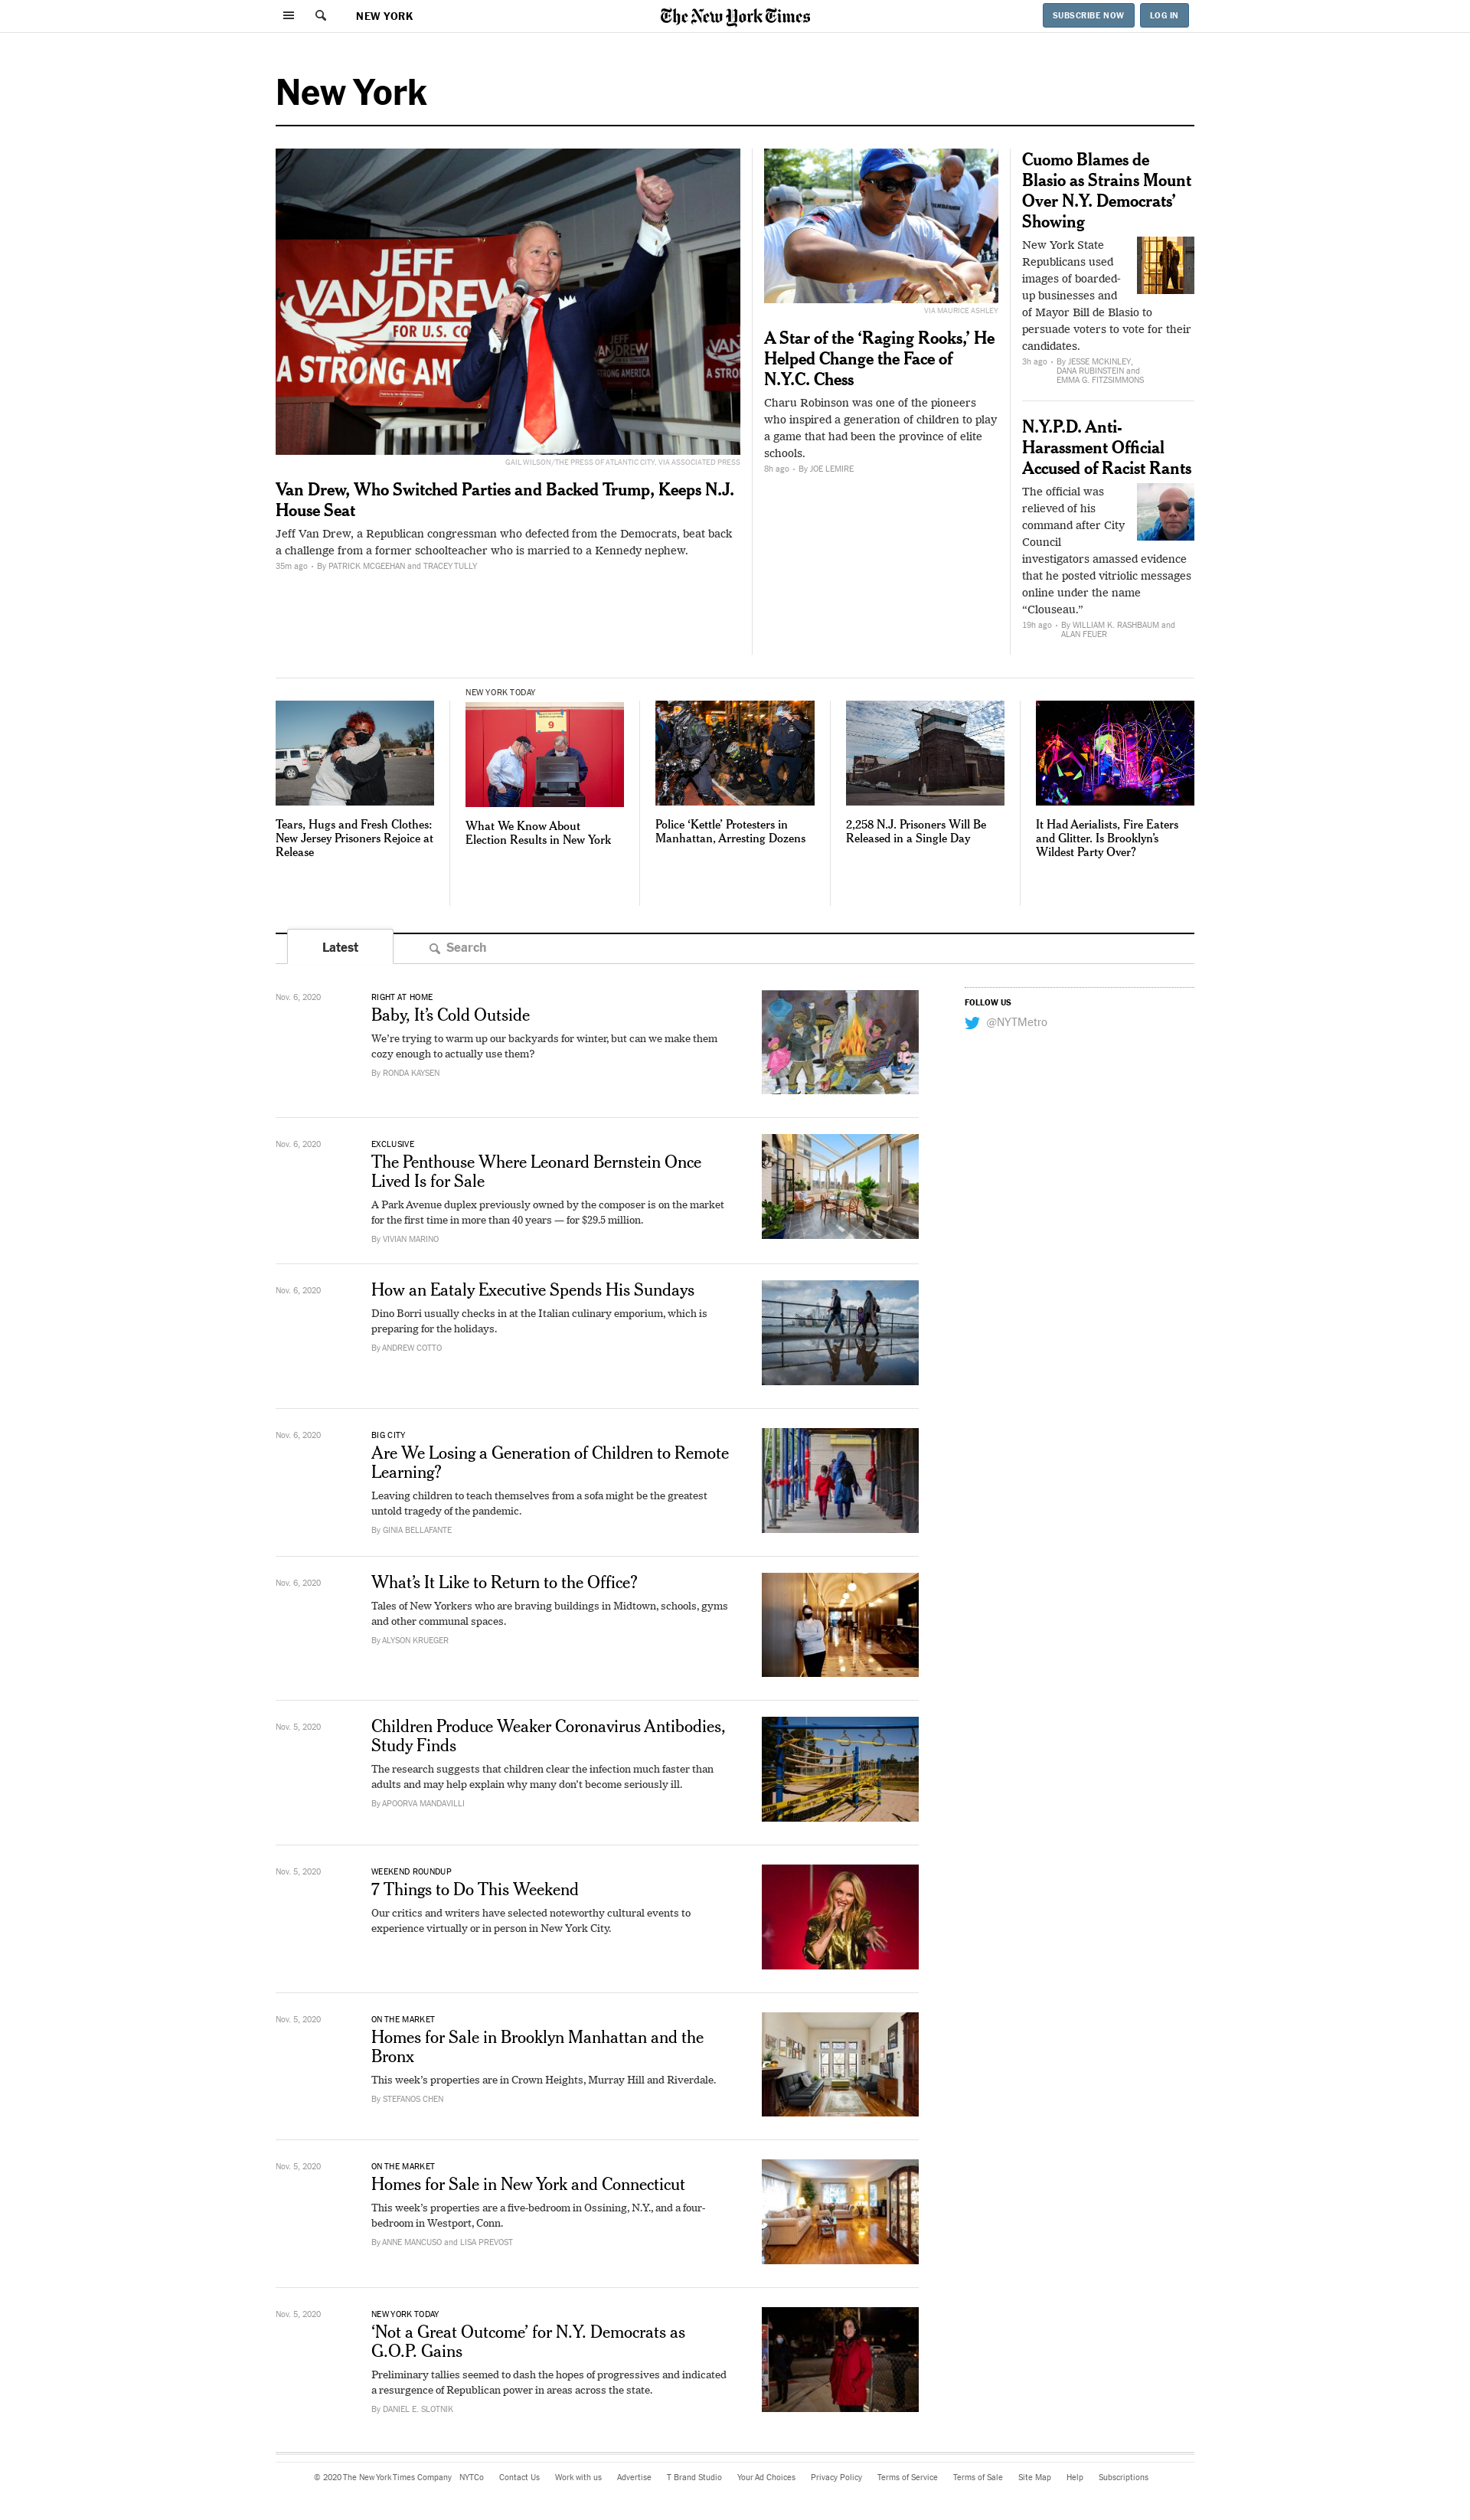 NEW YORK
The New York Times
SUBSCRIBE NOW
LOG IN
New York
JEFF
VAN DREW
FOR U.S. CO
A STRONG AMERICA
GAIL WILSON/THE PRESS OF ATLANTIC CITY, VIA ASSOCIATED PRESS
Van Drew, Who Switched Parties and Backed Trump, Keeps N.J.
House Seat
Jeff Van Drew, a Republican congressman who defected from the Democrats, beat back
a challenge from a former schoolteacher who is married to a Kennedy nephew.
35m ago • By PATRICK MCGEEHAN and TRACEY TULLY
VIA MAURICE ASHLEY
A Star of the ‘Raging Rooks,’ He
Helped Change the Face of
N.Y.C. Chess
Charu Robinson was one of the pioneers
who inspired a generation of children to play
a game that had been the province of elite
schools.
8h ago • By JOE LEMIRE
Cuomo Blames de
Blasio as Strains Mount
Over N.Y. Democrats’
Showing
New York State
Republicans used
images of boarded-
up businesses and
of Mayor Bill de Blasio to
persuade voters to vote for their
candidates.
3h ago • By JESSE MCKINLEY,
DANA RUBINSTEIN and
EMMA G. FITZSIMMONS
N.Y.P.D. Anti-
Harassment Official
Accused of Racist Rants
The official was
relieved of his
command after City
Council
investigators amassed evidence
that he posted vitriolic messages
online under the name
“Clouseau.”
19h ago • By WILLIAM K. RASHBAUM and
ALAN FEUER
Tears, Hugs and Fresh Clothes:
New Jersey Prisoners Rejoice at
Release
NEW YORK TODAY
9
What We Know About
Election Results in New York
Police ‘Kettle’ Protesters in
Manhattan, Arresting Dozens
2,258 N.J. Prisoners Will Be
Released in a Single Day
It Had Aerialists, Fire Eaters
and Glitter. Is Brooklyn’s
Wildest Party Over?
Latest
Search
Nov. 6, 2020
RIGHT AT HOME
Baby, It’s Cold Outside
We’re trying to warm up our backyards for winter, but can we make them
cozy enough to actually use them?
By RONDA KAYSEN
FOLLOW US
@NYTMetro
Nov. 6, 2020
EXCLUSIVE
The Penthouse Where Leonard Bernstein Once
Lived Is for Sale
A Park Avenue duplex previously owned by the composer is on the market
for the first time in more than 40 years — for $29.5 million.
By VIVIAN MARINO
Nov. 6, 2020
How an Eataly Executive Spends His Sundays
Dino Borri usually checks in at the Italian culinary emporium, which is
preparing for the holidays.
By ANDREW COTTO
Nov. 6, 2020
BIG CITY
Are We Losing a Generation of Children to Remote
Learning?
Leaving children to teach themselves from a sofa might be the greatest
untold tragedy of the pandemic.
By GINIA BELLAFANTE
Nov. 6, 2020
What’s It Like to Return to the Office?
Tales of New Yorkers who are braving buildings in Midtown, schools, gyms
and other communal spaces.
By ALYSON KRUEGER
Nov. 5, 2020
Children Produce Weaker Coronavirus Antibodies,
Study Finds
The research suggests that children clear the infection much faster than
adults and may help explain why many don’t become seriously ill.
By APOORVA MANDAVILLI
Nov. 5, 2020
WEEKEND ROUNDUP
7 Things to Do This Weekend
Our critics and writers have selected noteworthy cultural events to
experience virtually or in person in New York City.
Nov. 5, 2020
ON THE MARKET
Homes for Sale in Brooklyn Manhattan and the
Bronx
This week’s properties are in Crown Heights, Murray Hill and Riverdale.
By STEFANOS CHEN
Nov. 5, 2020
ON THE MARKET
Homes for Sale in New York and Connecticut
This week’s properties are a five-bedroom in Ossining, N.Y., and a four-
bedroom in Westport, Conn.
By ANNE MANCUSO and LISA PREVOST
Nov. 5, 2020
NEW YORK TODAY
‘Not a Great Outcome’ for N.Y. Democrats as
G.O.P. Gains
Preliminary tallies seemed to dash the hopes of progressives and indicated
a resurgence of Republican power in areas across the state.
By DANIEL E. SLOTNIK
© 2020 The New York Times Company NYTCo Contact Us Work with us Advertise T Brand Studio Your Ad Choices Privacy Policy Terms of Service Terms of Sale Site Map Help Subscriptions